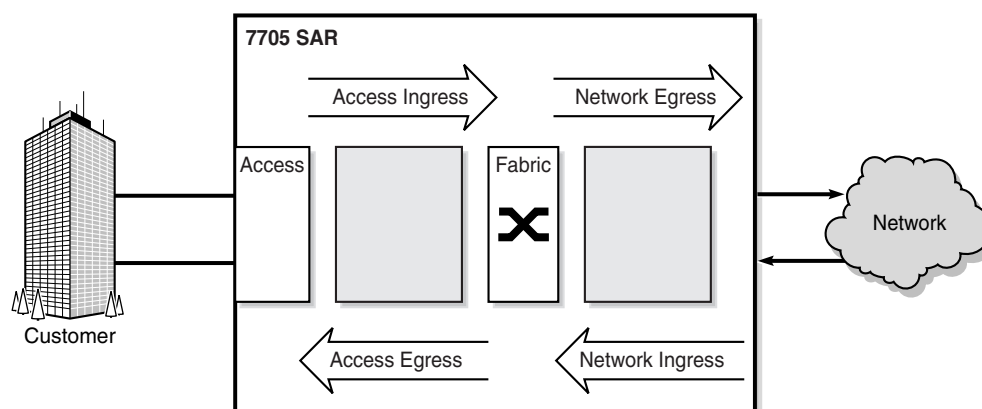 7705 SAR
Access Ingress
Network Egress
Access
Fabric
Network
Customer
Access Egress
Network Ingress